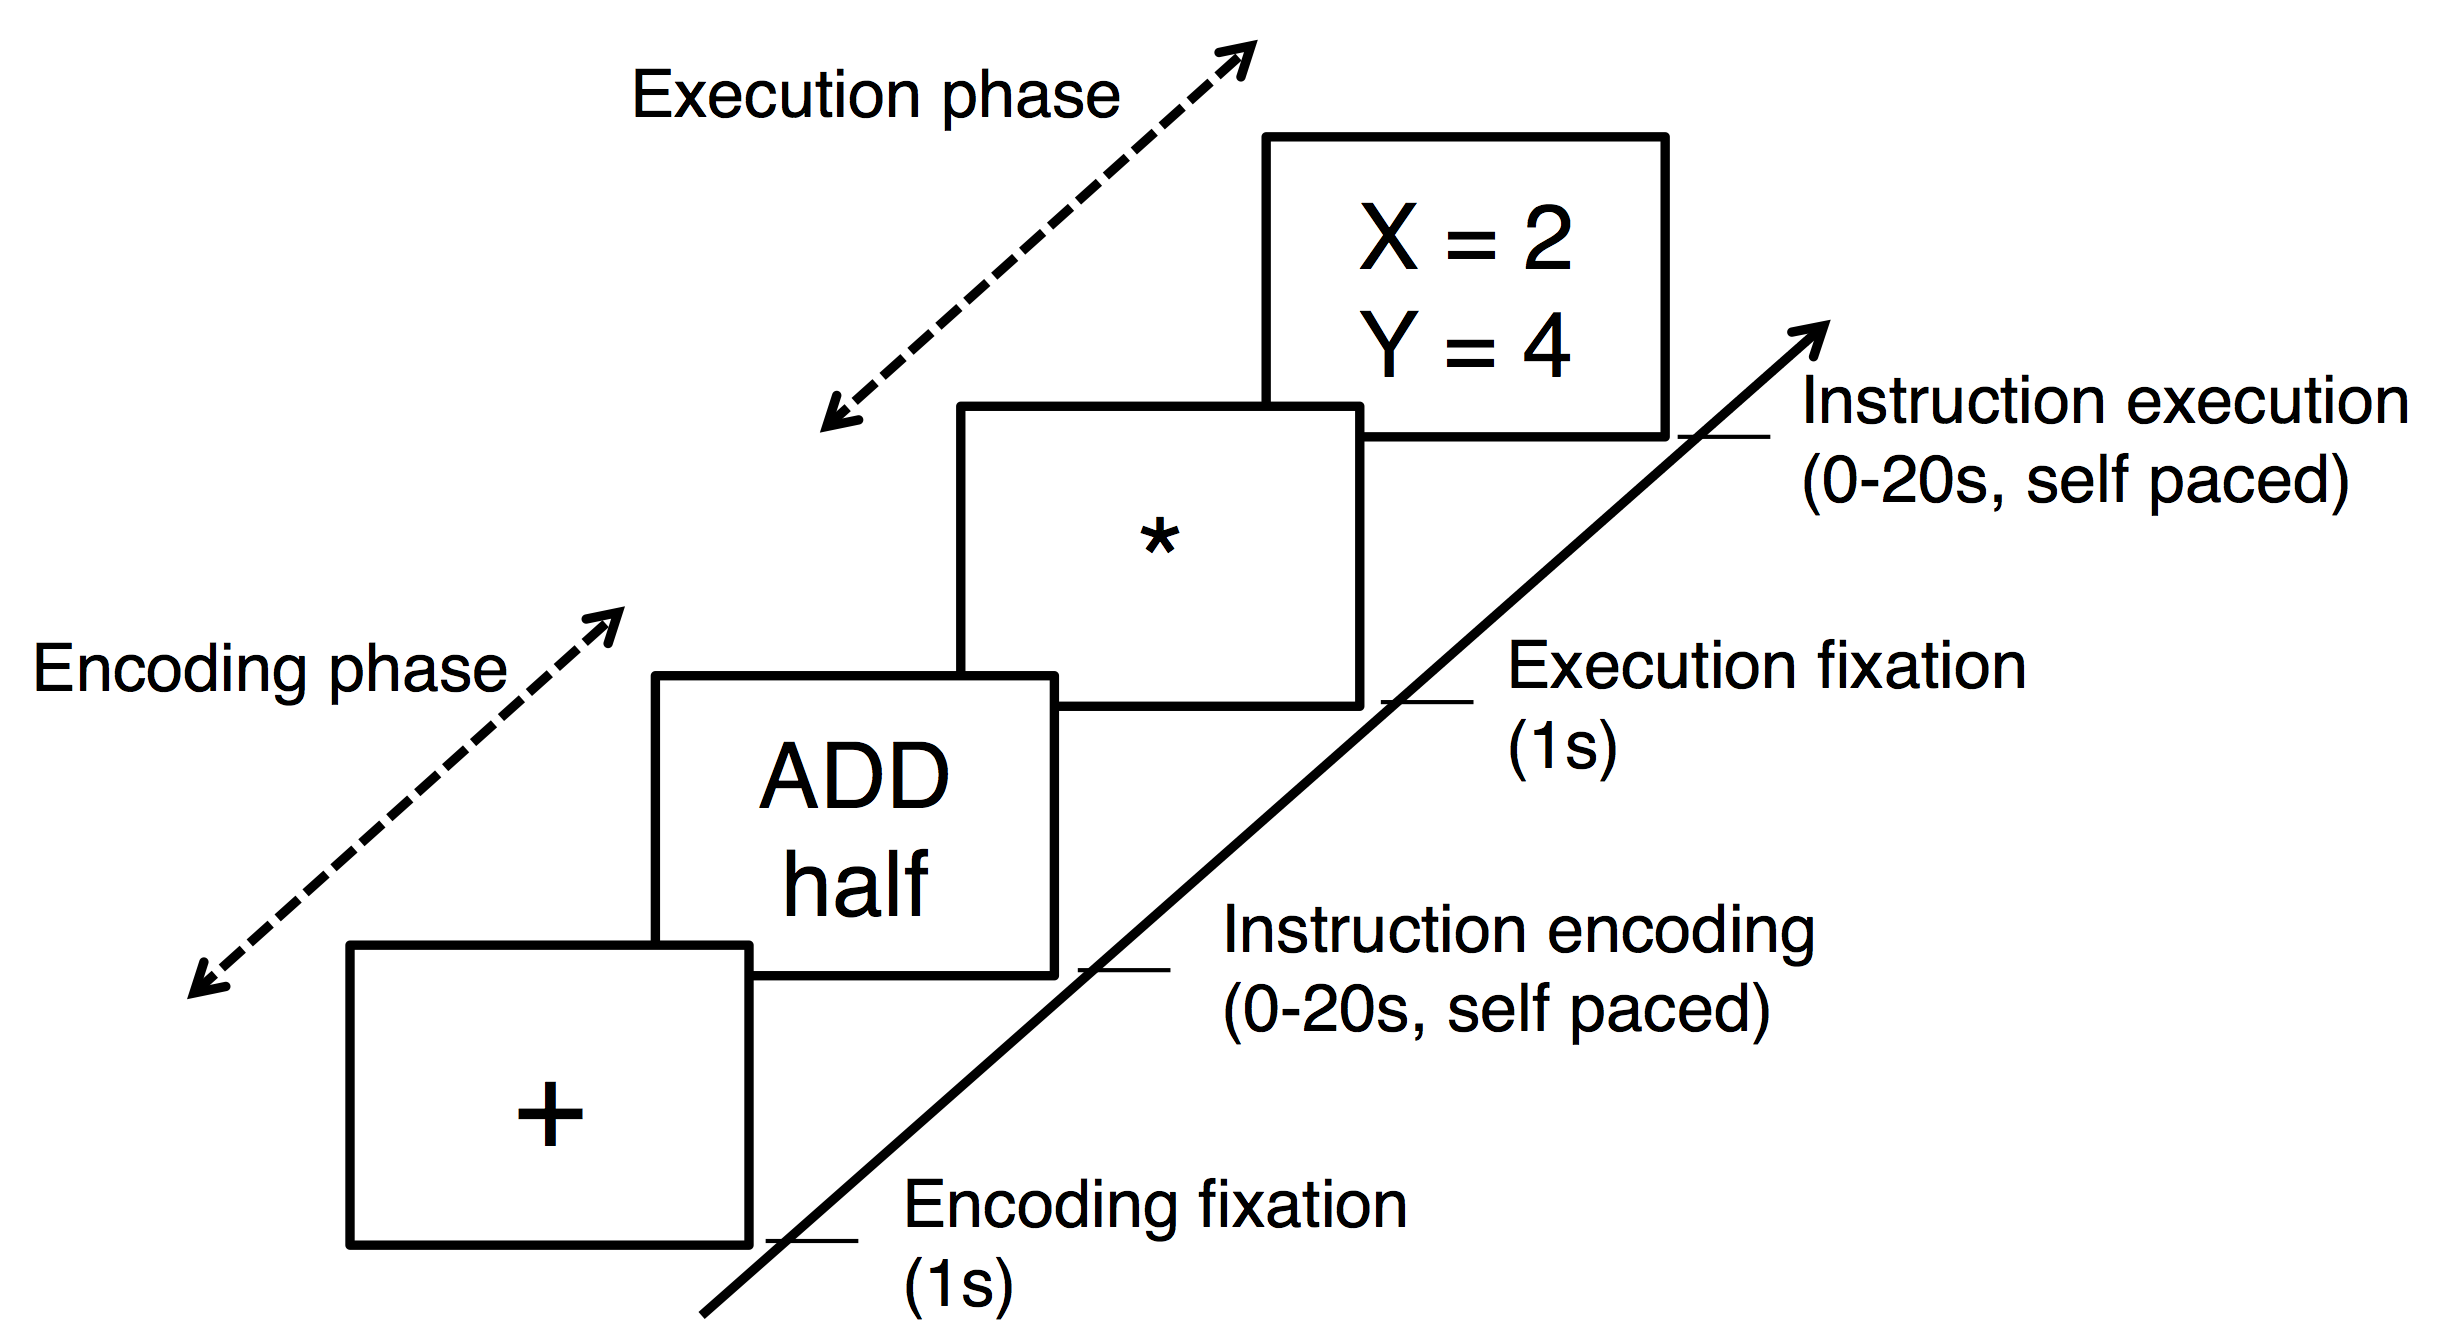 Execution phase
X = 2
Y = 4
Instruction execution
(0-20s, self paced)
*
Execution fixation
(1s)
Encoding phase
ADD
half
Instruction encoding
(0-20s, self paced)
+
Encoding fixation
(1s)